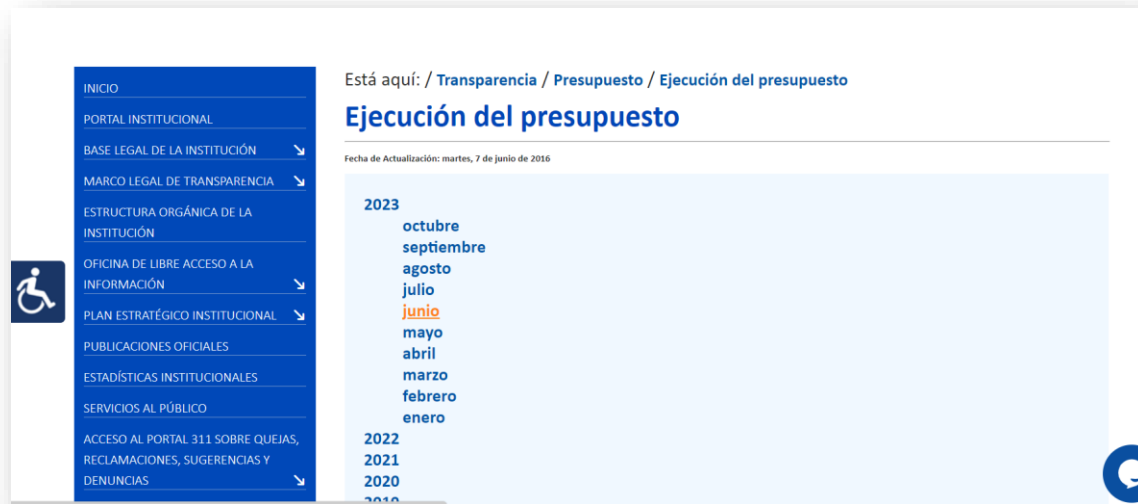 INICIO
PORTAL INSTITUCIONAL
BASE LEGAL DE LA INSTITUCIÓN
MARCO LEGAL DE TRANSPARENCIA
ESTRUCTURA ORGÁNICA DE LA
INSTITUCIÓN
OFICINA DE LIBRE ACCESO A LA
INFORMACIÓN
PLAN ESTRATÉGICO INSTITUCIONAL
PUBLICACIONES OFICIALES
ESTADÍSTICAS INSTITUCIONALES
SERVICIOS AL PÚBLICO
ACCESO AL PORTAL 311 SOBRE QUEJAS,
RECLAMACIONES, SUGERENCIAS Y
DENUNCIAS
Está aquí: / Transparencia / Presupuesto / Ejecución del presupuesto
Ejecución del presupuesto
Fecha de Actualización: martes, 7 de junio de 2016
2023
octubre
septiembre
agosto
julio
junio
mayo
abril
marzo
febrero
enero
2022
2021
2020
2019